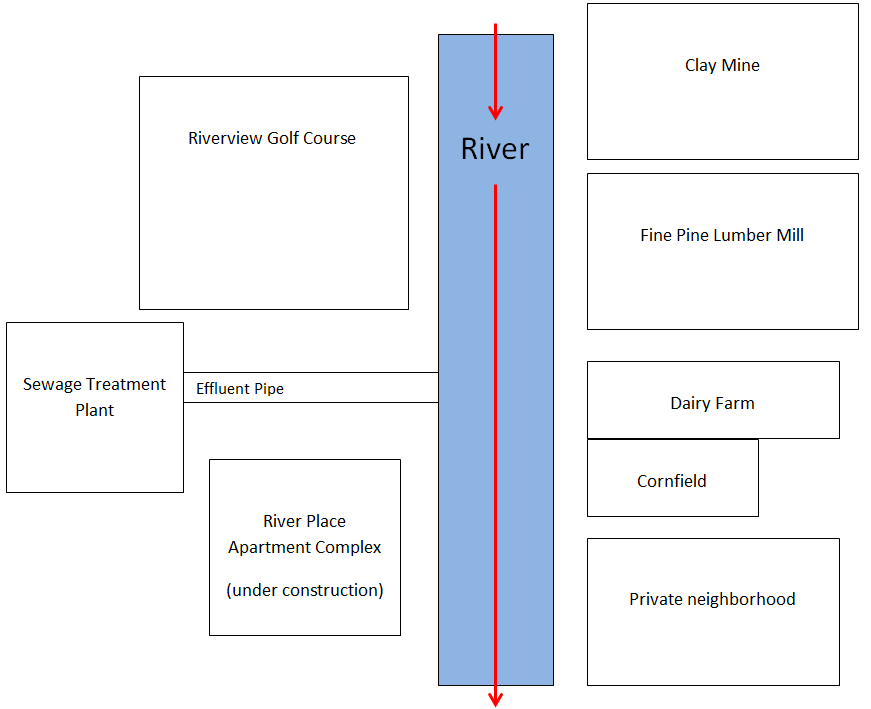 Clay Mine
Riverview Golf Course
River
Fine Pine Lumber Mill
Sewage Treatment
Plant
Effluent Pipe
Dairy Farm
Cornfield
River Place
Apartment Complex
(under construction)
Private neighborhood